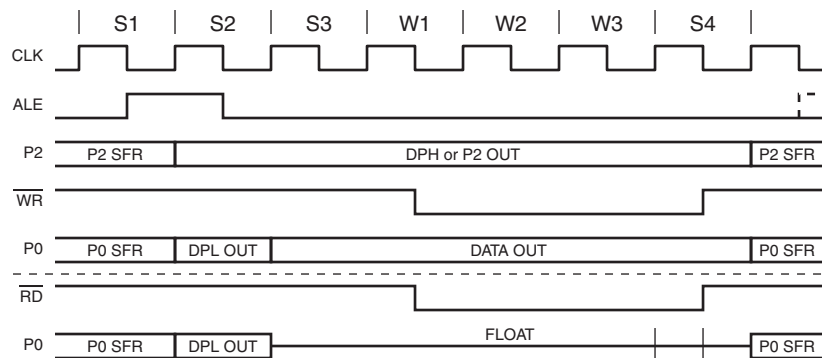 S1 S2 S3 W1 W2 W3 S4
CLK
ALE
P2 P2 SFR DPH or P2 OUT P2 SFR
WR
P0 P0 SFR DPL OUT DATA OUT P0 SFR
RD
FLOAT
P0 P0 SFR DPL OUT P0 SFR